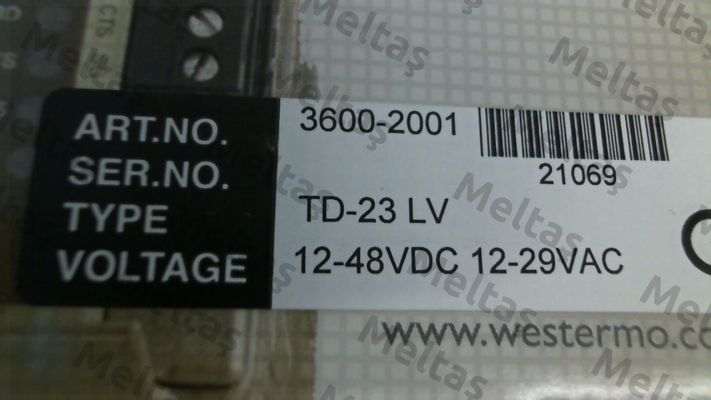 CTS
ART.NO. 3600-2001
SER.NO. 21069
TYPE TD-23 LV
VOLTAGE 12-48VDC 12-29VAC
www.westermo.co
Meltaş